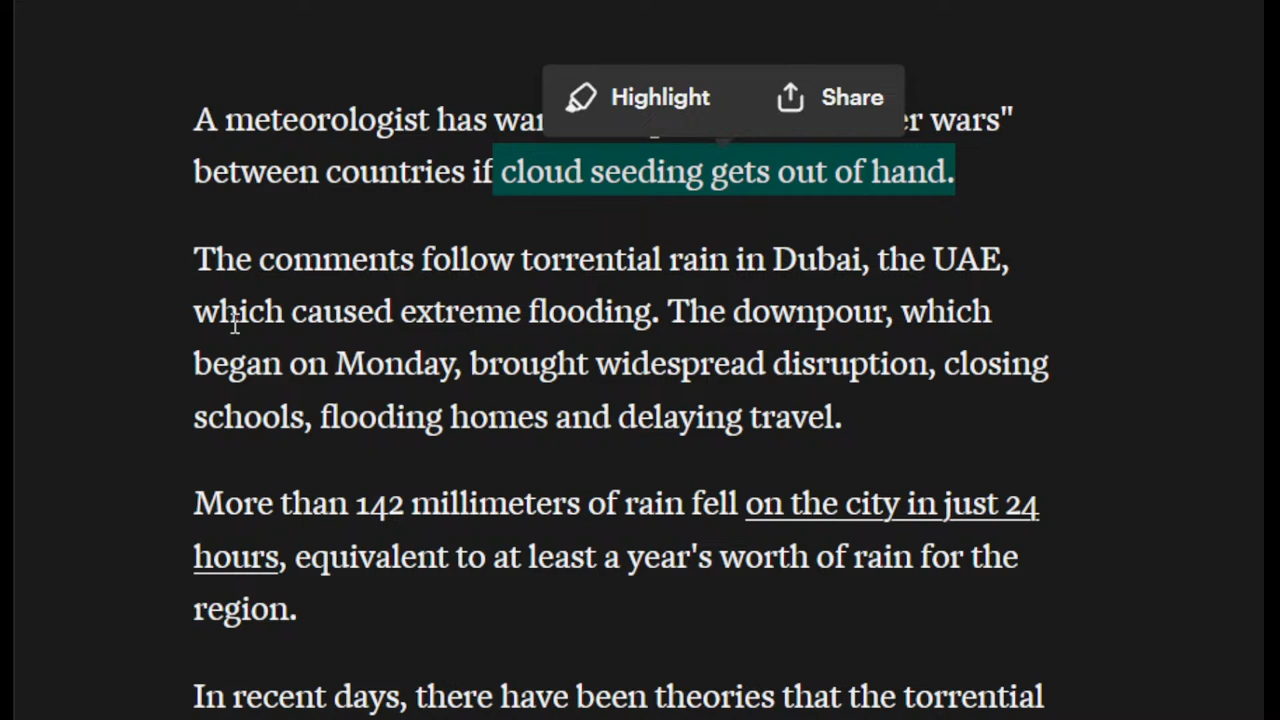 Highlight Share
A meteorologist has wars"
between countries if cloud seeding gets out of hand.
The comments follow torrential rain in Dubai, the UAE,
which caused extreme flooding. The downpour, which
began on Monday, brought widespread disruption, closing
schools, flooding homes and delaying travel.
More than 142 millimeters of rain fell on the city in just 24
hours, equivalent to at least a year's worth of rain for the
region.
In recent days, there have been theories that the torrential